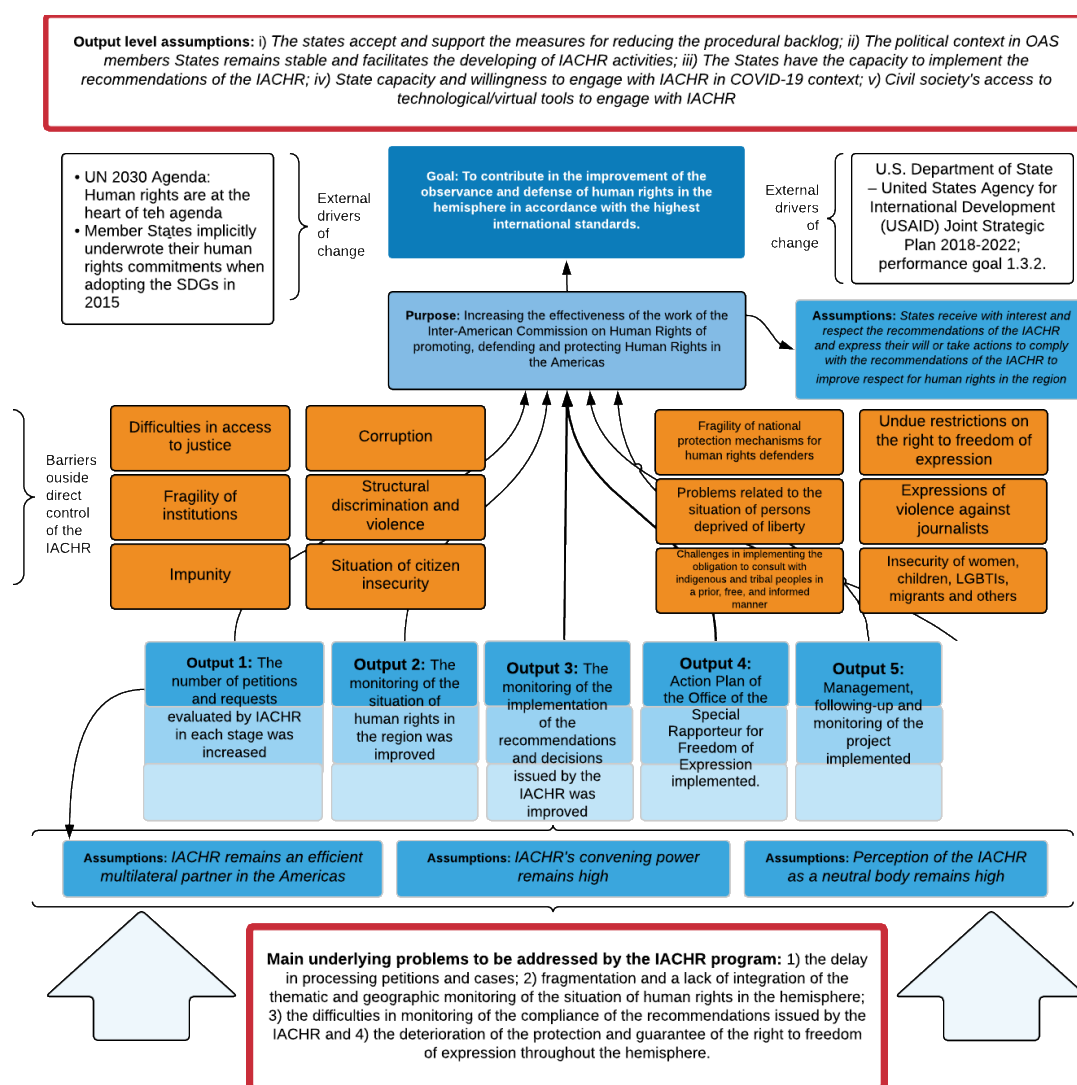 Output level assumptions: i) The states accept and support the measures for reducing the procedural backlog; ii) The political context in OAS
members States remains stable and facilitates the developing of IACHR activities; iii) The States have the capacity to implement the
recommendations of the IACHR; iv) State capacity and willingness to engage with IACHR in COVID-19 context; v) Civil society's access to
technological/virtual tools to engage with IACHR
• UN 2030 Agenda:
Human rights are at the
heart of teh agenda
• Member States implicitly
underwrote their human
rights commitments when
adopting the SDGs in
2015
External
drivers
of
change
Goal: To contribute in the improvement of the
observance and defense of human rights in the
hemisphere in accordance with the highest
international standards.
External
drivers
of
change
U.S. Department of State
– United States Agency for
International Development
(USAID) Joint Strategic
Plan 2018-2022;
performance goal 1.3.2.
Purpose: Increasing the effectiveness of the work of the
Inter-American Commission on Human Rights of
promoting, defending and protecting Human Rights in
the Americas
Assumptions: States receive with interest and
respect the recommendations of the IACHR
and express their will or take actions to comply
with the recommendations of the IACHR to
improve respect for human rights in the region
Barriers
ouside
direct
control
of the
IACHR
Difficulties in access
to justice
Corruption
Fragility of
institutions
Structural
discrimination and
violence
Impunity
Situation of citizen
insecurity
Fragility of national
protection mechanisms for
human rights defenders
Undue restrictions on
the right to freedom of
expression
Problems related to the
situation of persons
deprived of liberty
Expressions of
violence against
journalists
Challenges in implementing the
obligation to consult with
indigenous and tribal peoples in
a prior, free, and informed
manner
Insecurity of women,
children, LGBTIs,
migrants and others
Output 1: The
number of petitions
and requests
evaluated by IACHR
in each stage was
increased
Output 2: The
monitoring of the
situation of
human rights in
the region was
improved
Output 3: The
monitoring of the
implementation
of the
recommendations
and decisions
issued by the
IACHR was
improved
Output 4:
Action Plan of
the Office of the
Special
Rapporteur for
Freedom of
Expression
implemented.
Output 5:
Management,
following-up and
monitoring of the
project
implemented
Assumptions: IACHR remains an efficient
multilateral partner in the Americas
Assumptions: IACHR's convening power
remains high
Assumptions: Perception of the IACHR
as a neutral body remains high
Main underlying problems to be addressed by the IACHR program: 1) the delay
in processing petitions and cases; 2) fragmentation and a lack of integration of the
thematic and geographic monitoring of the situation of human rights in the hemisphere;
3) the difficulties in monitoring of the compliance of the recommendations issued by the
IACHR and 4) the deterioration of the protection and guarantee of the right to freedom
of expression throughout the hemisphere.